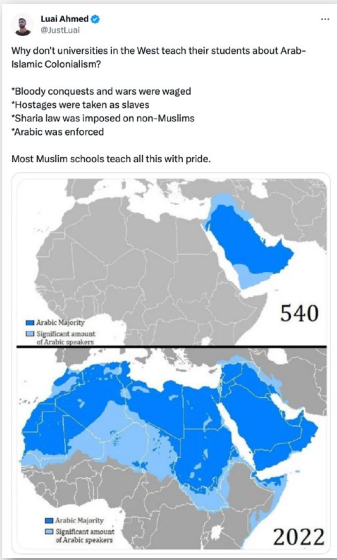 Luai Ahmed
@JustLuai
Why don't universities in the West teach their students about Arab-
Islamic Colonialism?
*Bloody conquests and wars were waged
*Hostages were taken as slaves
*Sharia law was imposed on non-Muslims
*Arabic was enforced
Most Muslim schools teach all this with pride.
540
Arabic Majority
Significant amount
of Arabic speakers
Arabic Majority
Significant amount
of Arabic speakers
2022